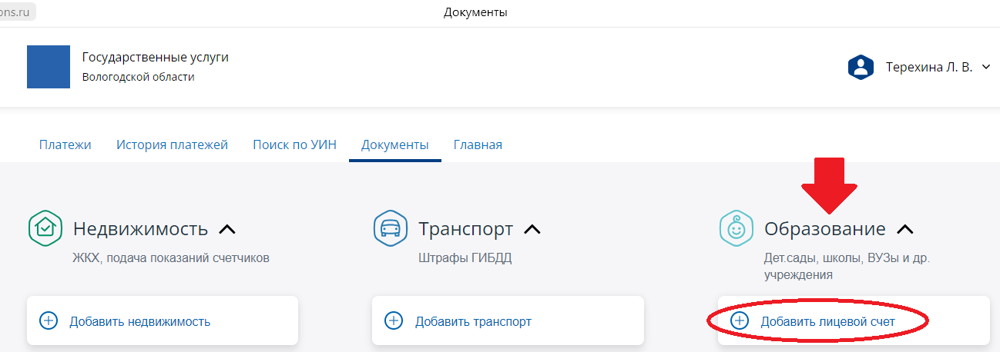 ons.ru
Документы
Государственные услуги
Вологодской области
Терехина Л. В.
Платежи История платежей Поиск по УИН Документы Главная
Недвижимость
ЖКХ, подача показаний счетчиков
Добавить недвижимость
Транспорт
Штрафы ГИБДД
Добавить транспорт
Образование
Дет.сады, школы, ВУЗы и др.
учреждения
Добавить лицевой счет